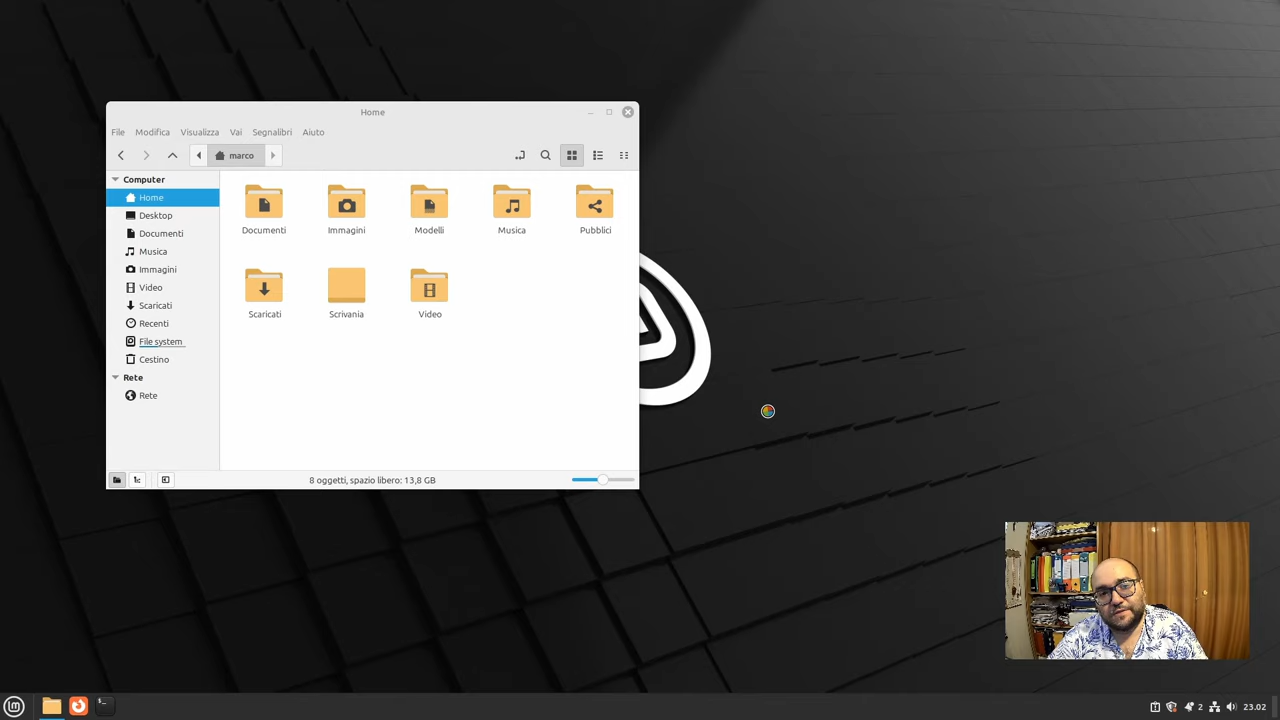 Home
File Modifica Visualizza Vai Segnalibri Aiuto
marco
Computer
Home
Desktop
Documenti
Musica
Immagini
Video
Scaricati
Recenti
File system
Cestino
Rete
Rete
Documenti Immagini Modelli Musica Pubblici
Scaricati Scrivania Video
8 oggetti, spazio libero: 13,8 GB
2 23.02